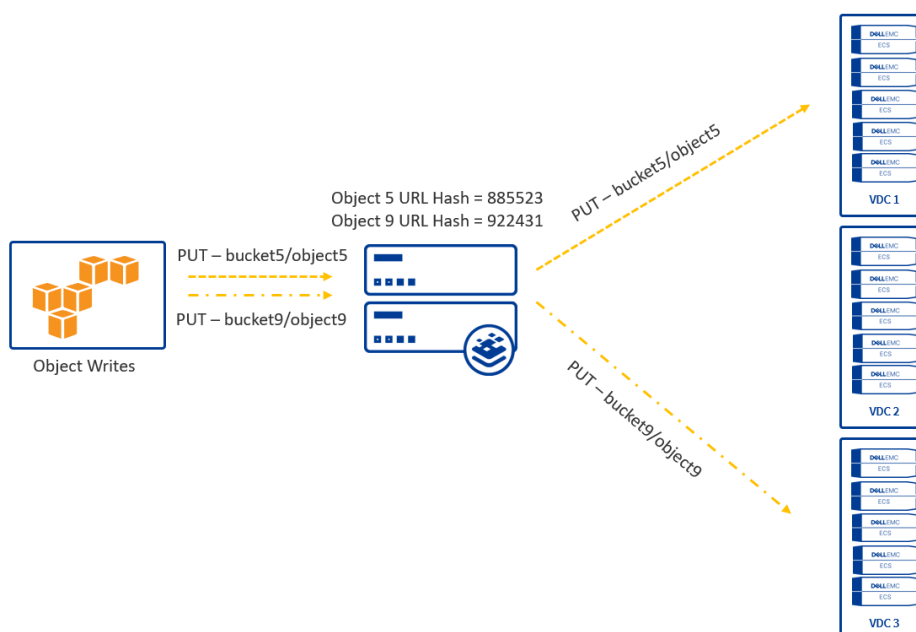 Object 5 URL Hash = 885523
Object 9 URL Hash = 922431
PUT – bucket5/object5
PUT – bucket9/object9
Object Writes
PUT – bucket5/object5
PUT – bucket9/object9
DELLEMC
ECS
DELLEMC
ECS
DELLEMC
ECS
DELLEMC
ECS
DELLEMC
ECS
VDC 1
DELLEMC
ECS
DELLEMC
ECS
DELLEMC
ECS
DELLEMC
ECS
DELLEMC
ECS
VDC 2
DELLEMC
ECS
DELLEMC
ECS
DELLEMC
ECS
DELLEMC
ECS
DELLEMC
ECS
VDC 3